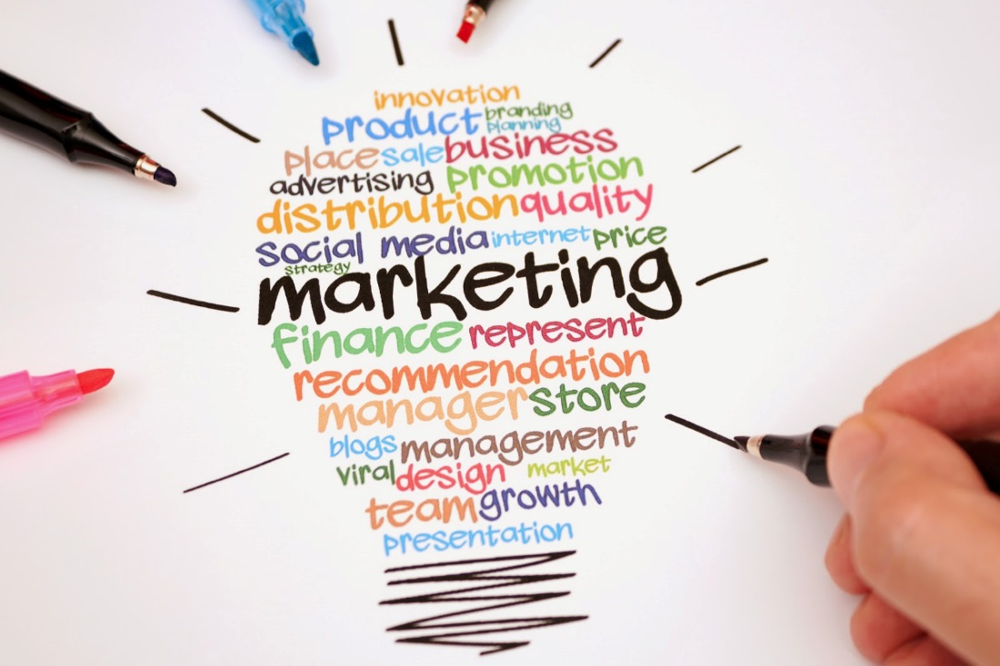 innovation
product branding
planning
place sale business
advertising promotion
distribution quality
social media internet price
strategy
marketing
finance represent
recommendation
manager store
blogs management
viral design market
team growth
presentation